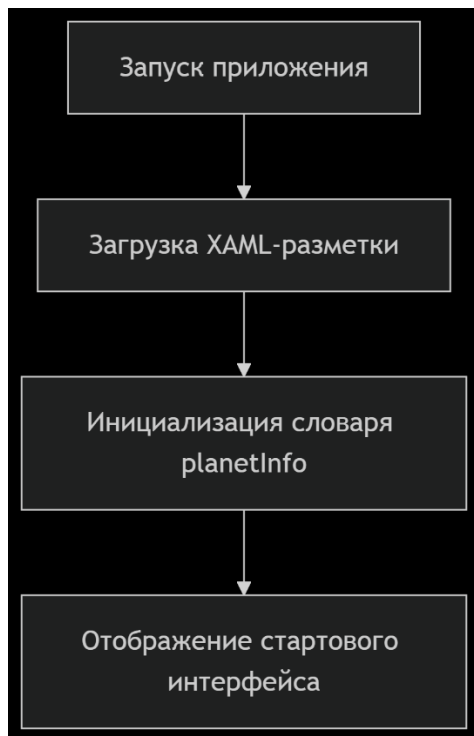 Запуск приложения
Загрузка XAML-разметки
Инициализация словаря
planetInfo
Отображение стартового
интерфейса